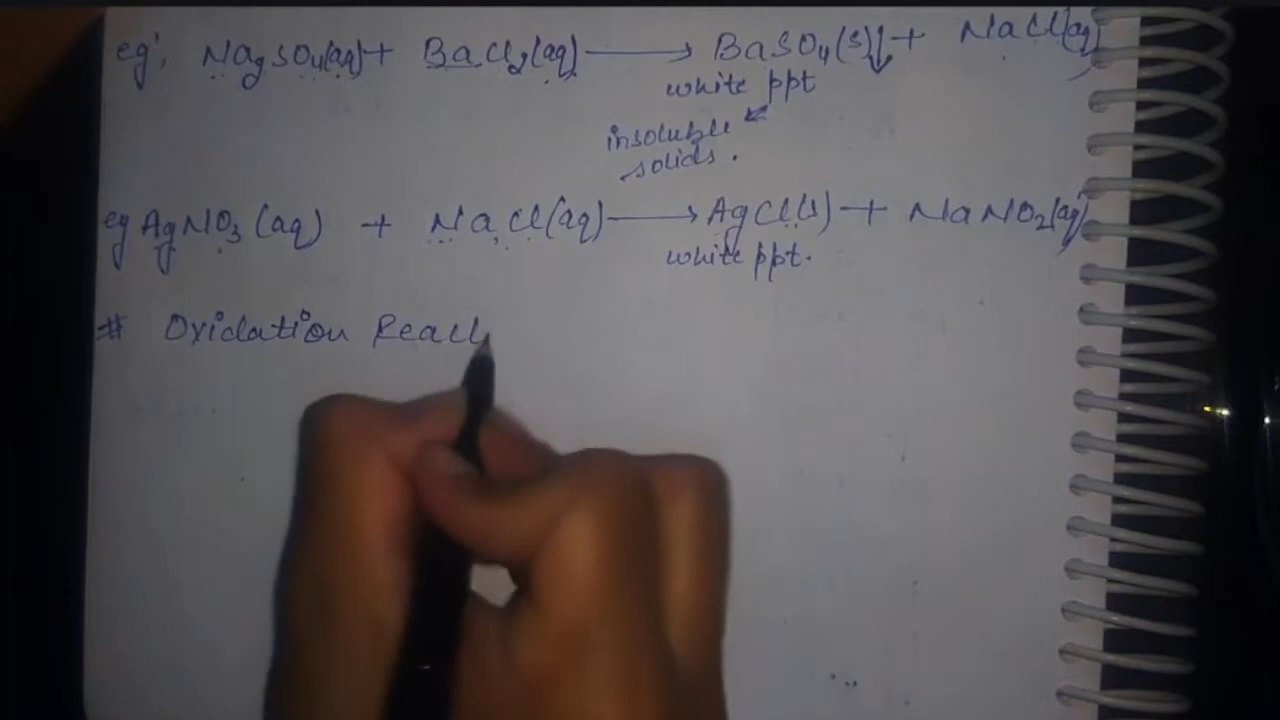 eg: Na2SO4(aq) + BaCl2(aq) → BaSO4(s)↓ + NaCl(aq)
white ppt
insoluble
solids.
eg AgNO3 (aq) + NaCl(aq) → AgCl(s) + NaNO2(aq)
white ppt.
# Oxidation Reacti